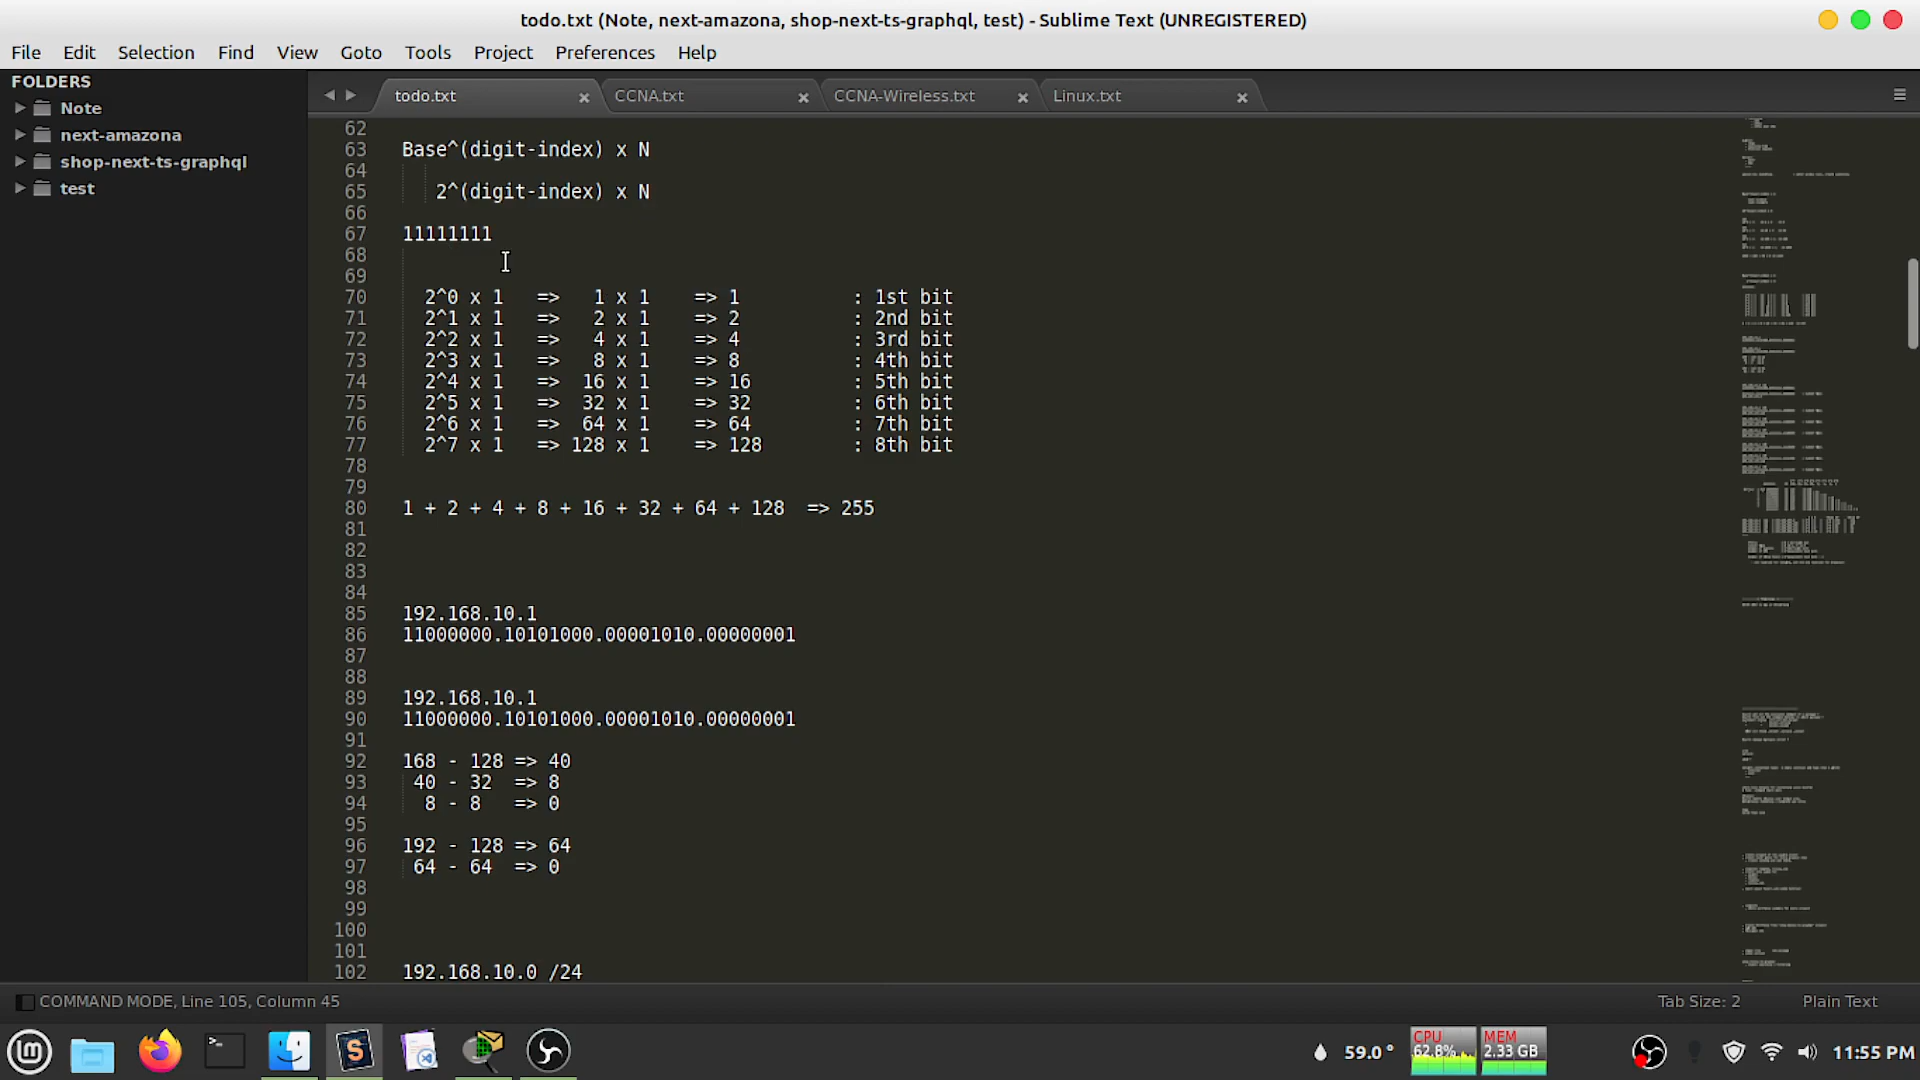 todo.txt (Note, next-amazona, shop-next-ts-graphql, test) - Sublime Text (UNREGISTERED)
File Edit Selection Find View Goto Tools Project Preferences Help
FOLDERS
Note
next-amazona
shop-next-ts-graphql
test
todo.txt CCNA.txt CCNA-Wireless.txt Linux.txt
62
63 Base^(digit-index) x N
64
65 2^(digit-index) x N
66
67 11111111
68
69
70 2^0 x 1 => 1 x 1 => 1 : 1st bit
71 2^1 x 1 => 2 x 1 => 2 : 2nd bit
72 2^2 x 1 => 4 x 1 => 4 : 3rd bit
73 2^3 x 1 => 8 x 1 => 8 : 4th bit
74 2^4 x 1 => 16 x 1 => 16 : 5th bit
75 2^5 x 1 => 32 x 1 => 32 : 6th bit
76 2^6 x 1 => 64 x 1 => 64 : 7th bit
77 2^7 x 1 => 128 x 1 => 128 : 8th bit
78
79
80 1 + 2 + 4 + 8 + 16 + 32 + 64 + 128 => 255
81
82
83
84
85 192.168.10.1
86 11000000.10101000.00001010.00000001
87
88
89 192.168.10.1
90 11000000.10101000.00001010.00000001
91
92 168 - 128 => 40
93 40 - 32 => 8
94 8 - 8 => 0
95
96 192 - 128 => 64
97 64 - 64 => 0
98
99
100
101
102 192.168.10.0 /24
COMMAND MODE, Line 105, Column 45 Tab Size: 2 Plain Text
59.0 ° CPU 62.8% MEM 2.33 GB 11:55 PM